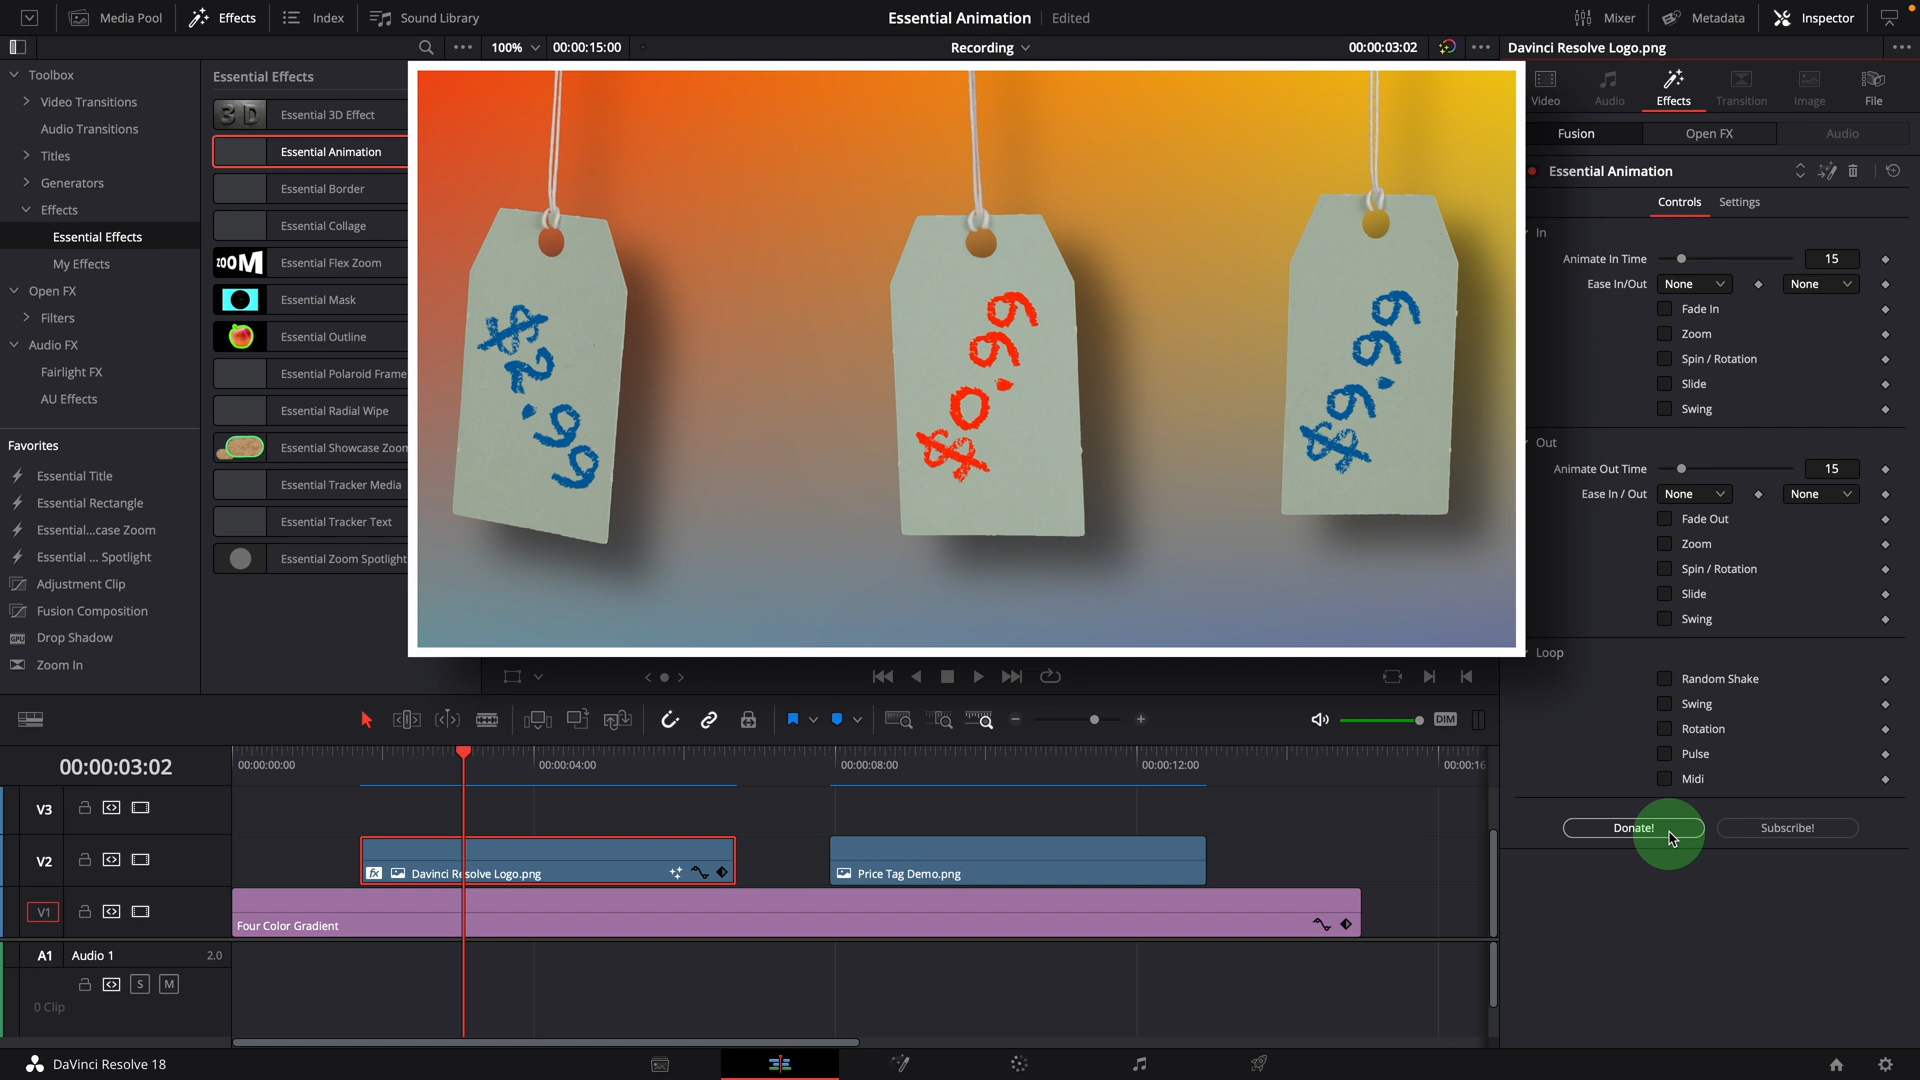 Media Pool
Effects
Index
Sound Library
Essential Animation
Edited
Mixer
Metadata
Inspector
100%
00:00:15:00
Recording
00:00:03:02
Davinci Resolve Logo.png
Toolbox
Video Transitions
Audio Transitions
Titles
Generators
Effects
Essential Effects
My Effects
Open FX
Filters
Audio FX
Fairlight FX
AU Effects
Favorites
Essential Title
Essential Rectangle
Essential...case Zoom
Essential ... Spotlight
Adjustment Clip
Fusion Composition
Drop Shadow
Zoom In
Essential Effects
3D
Essential 3D Effect
Essential Animation
Essential Border
Essential Collage
ZOOM
Essential Flex Zoom
Essential Mask
Essential Outline
Essential Polaroid Frame
Essential Radial Wipe
Essential Showcase Zoom
Essential Tracker Media
Essential Tracker Text
Essential Zoom Spotlight
$2.99
$0.99
$9.99
Video
Audio
Effects
Transition
Image
File
Fusion
Open FX
Audio
Essential Animation
Controls
Settings
In
Animate In Time
15
Ease In/Out
None
None
Fade In
Zoom
Spin / Rotation
Slide
Swing
Out
Animate Out Time
15
Ease In / Out
None
None
Fade Out
Zoom
Spin / Rotation
Slide
Swing
Loop
Random Shake
Swing
Rotation
Pulse
Midi
Donate!
Subscribe!
DIM
00:00:03:02
00:00:00:00
00:00:04:00
00:00:08:00
00:00:12:00
00:00:16
V3
V2
fx
Davinci Resolve Logo.png
Price Tag Demo.png
V1
Four Color Gradient
A1
Audio 1
2.0
S
M
0 Clip
DaVinci Resolve 18